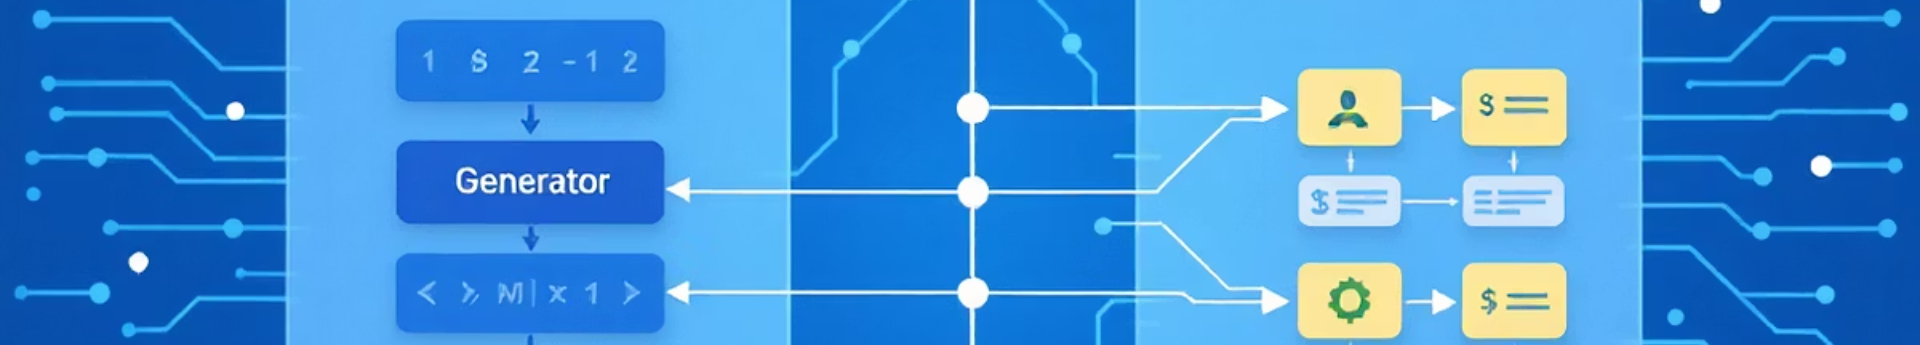 1 $ 2 - 1 2
Generator
$
$
M | x 1 >
$